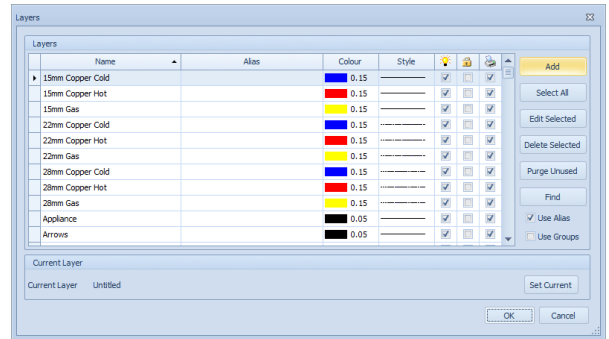 Layers
Layers
Name Alias Colour Style
15mm Copper Cold 0.15
15mm Copper Hot 0.15
15mm Gas 0.15
22mm Copper Cold 0.15
22mm Copper Hot 0.15
22mm Gas 0.15
28mm Copper Cold 0.15
28mm Copper Hot 0.15
28mm Gas 0.15
Appliance 0.05
Arrows 0.05
Add
Select All
Edit Selected
Delete Selected
Purge Unused
Find
Use Alias
Use Groups
Current Layer
Current Layer Untitled
Set Current
OK Cancel